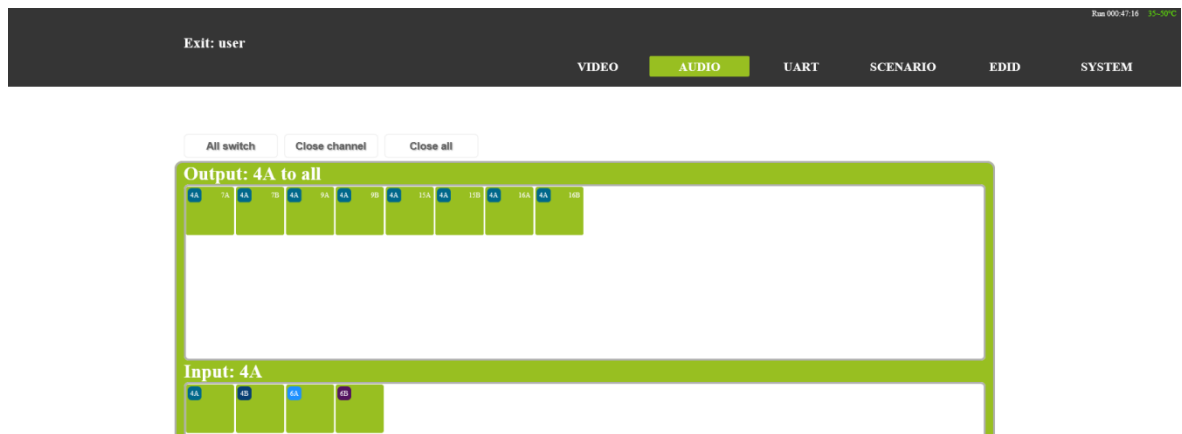 Run 000:47:16 35~50°C
Exit: user
VIDEO AUDIO UART SCENARIO EDID SYSTEM
All switch Close channel Close all
Output: 4A to all
4A 7A 4A 7B 4A 9A 4A 9B 4A 15A 4A 15B 4A 16A 4A 16B
Input: 4A
4A 4B 6A 6B